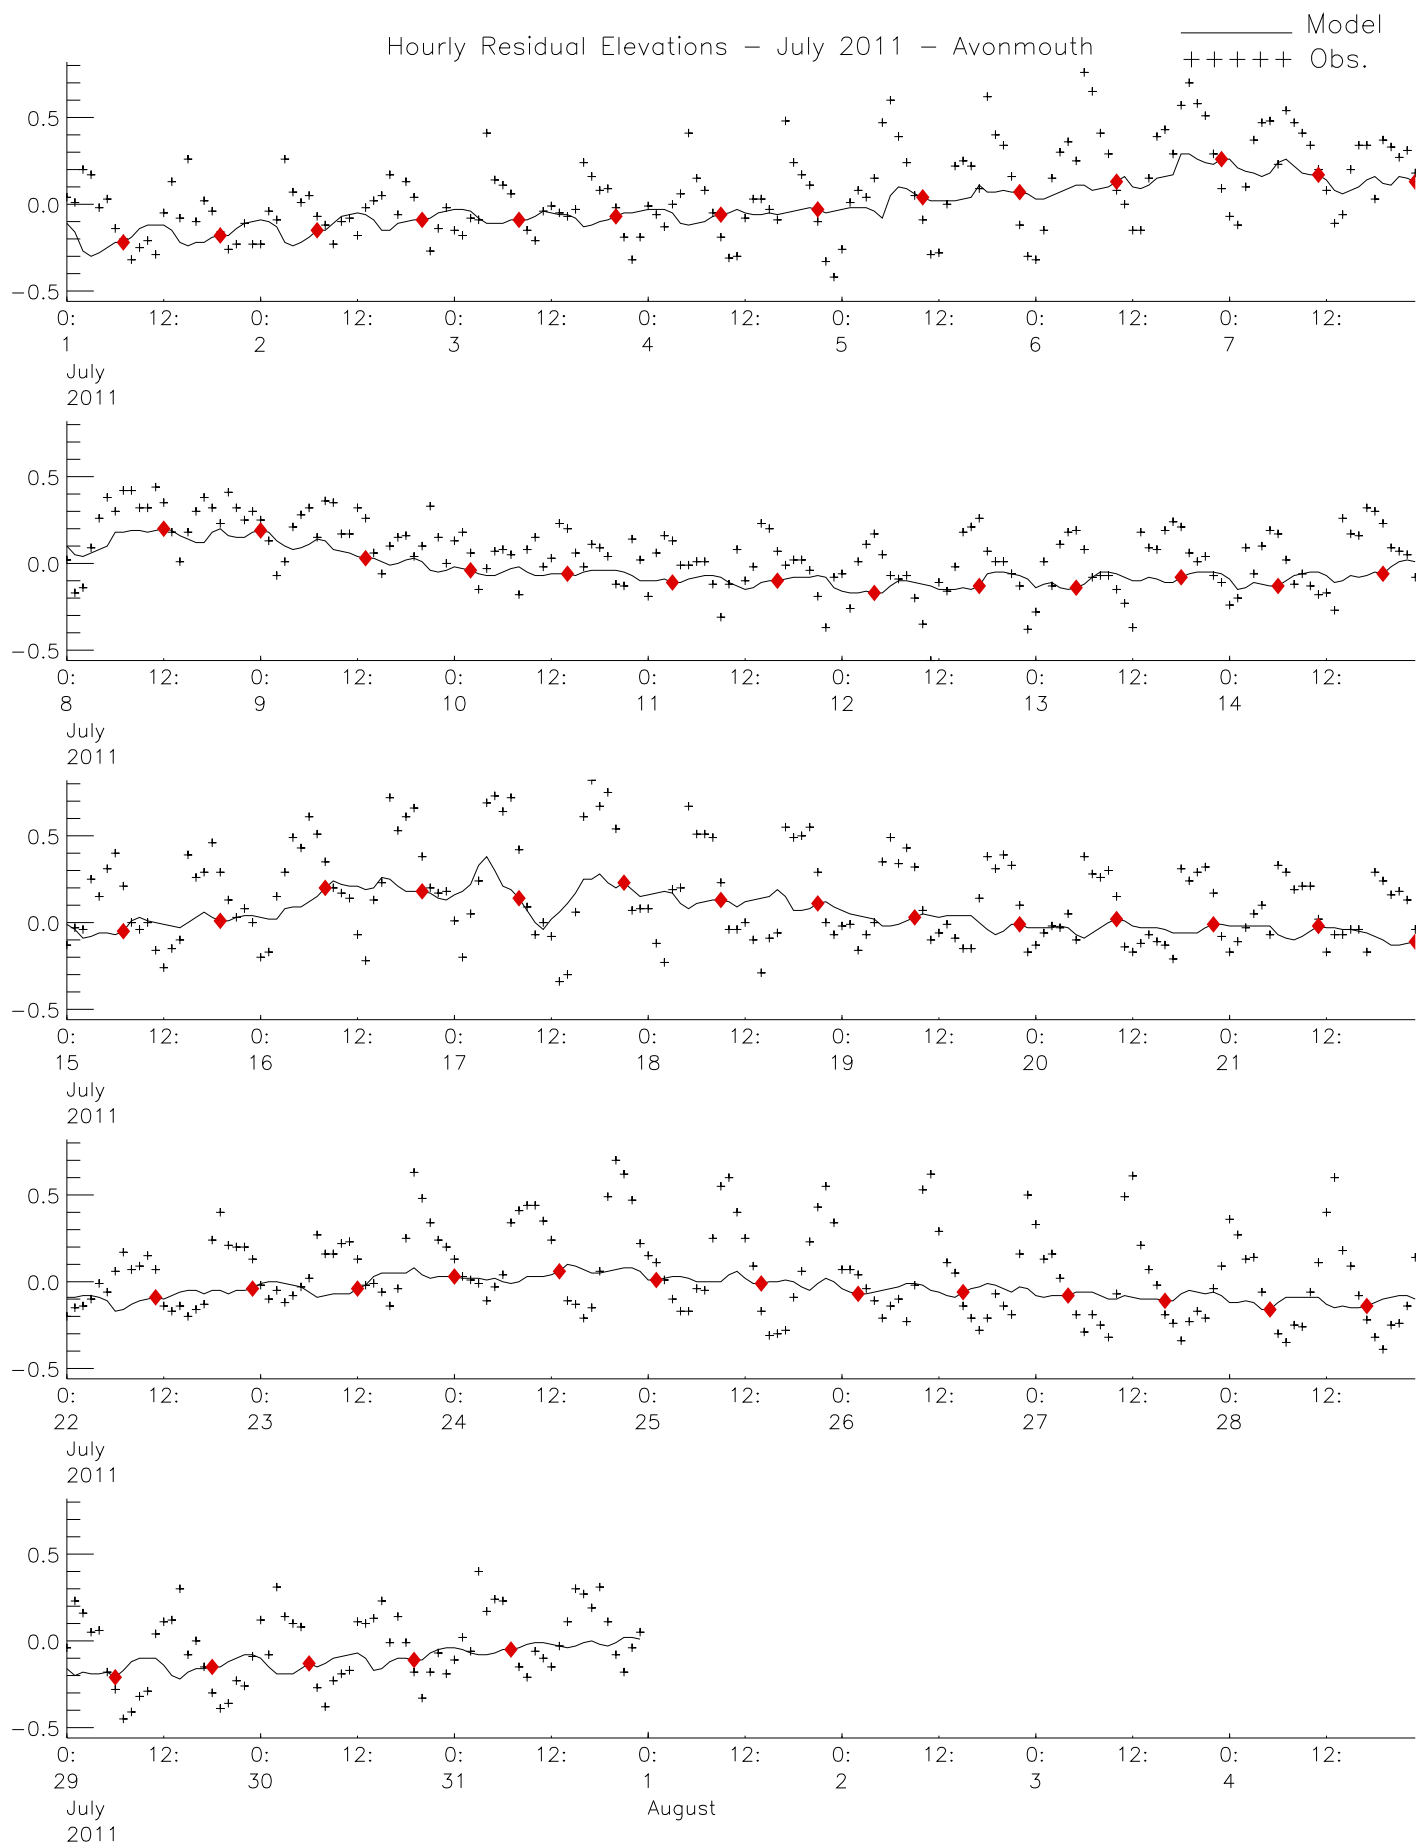 Hourly Residual Elevations – July 2011 – Avonmouth
Model
+++++ Obs.
0.5
0.0
−0.5
0: 12: 0: 12: 0: 12: 0: 12: 0: 12: 0: 12: 0: 12:
1 2 3 4 5 6 7
July
2011
0.5
0.0
−0.5
0: 12: 0: 12: 0: 12: 0: 12: 0: 12: 0: 12: 0: 12:
8 9 10 11 12 13 14
July
2011
0.5
0.0
−0.5
0: 12: 0: 12: 0: 12: 0: 12: 0: 12: 0: 12: 0: 12:
15 16 17 18 19 20 21
July
2011
0.5
0.0
−0.5
0: 12: 0: 12: 0: 12: 0: 12: 0: 12: 0: 12: 0: 12:
22 23 24 25 26 27 28
July
2011
0.5
0.0
−0.5
0: 12: 0: 12: 0: 12: 0: 12: 0: 12: 0: 12: 0: 12:
29 30 31 1 2 3 4
July August
2011